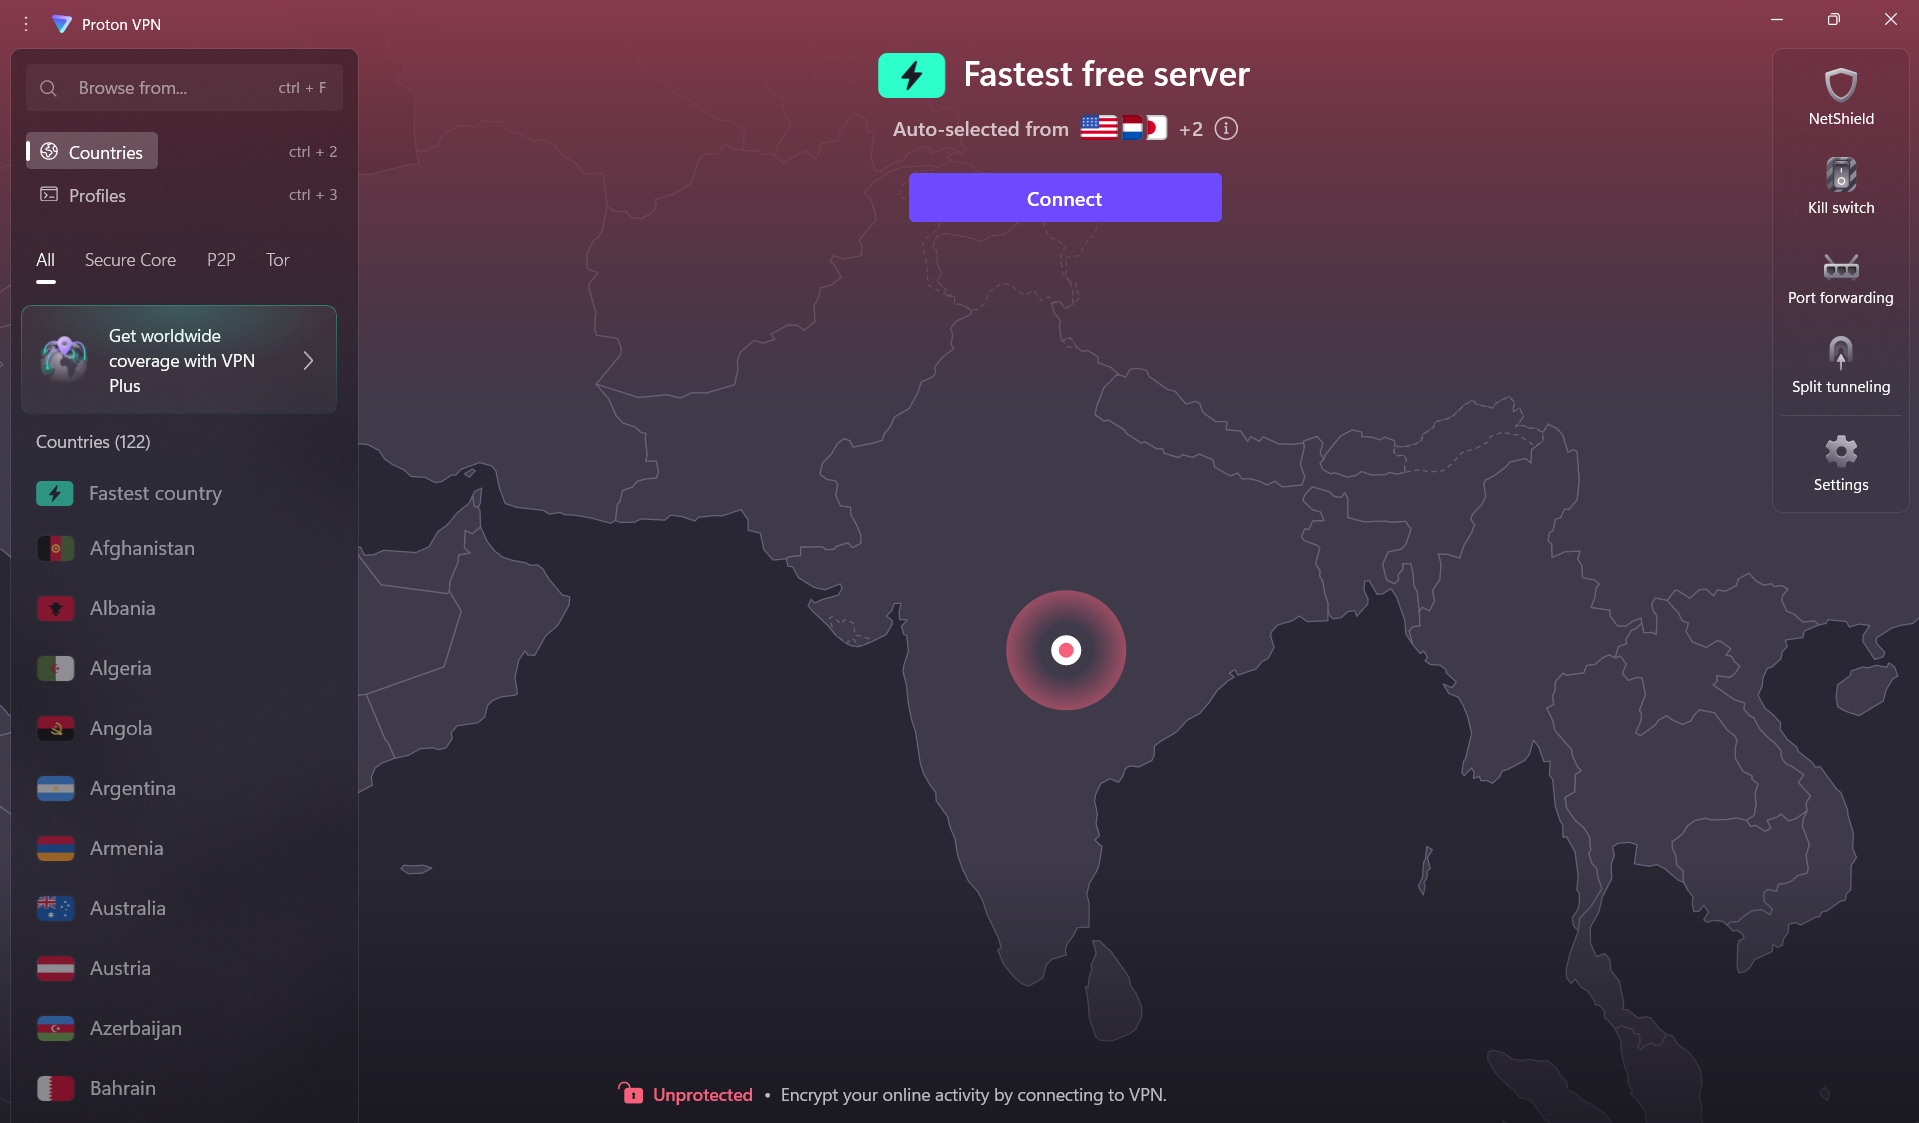 Proton VPN
Browse from...
ctrl + F
Countries
ctrl + 2
Profiles
ctrl + 3
All
Secure Core
P2P
Tor
Get worldwide
coverage with VPN
Plus
Countries (122)
Fastest country
Afghanistan
Albania
Algeria
Angola
Argentina
Armenia
Australia
Austria
Azerbaijan
Bahrain
Fastest free server
Auto-selected from +2
Connect
NetShield
Kill switch
Port forwarding
Split tunneling
Settings
Unprotected • Encrypt your online activity by connecting to VPN.